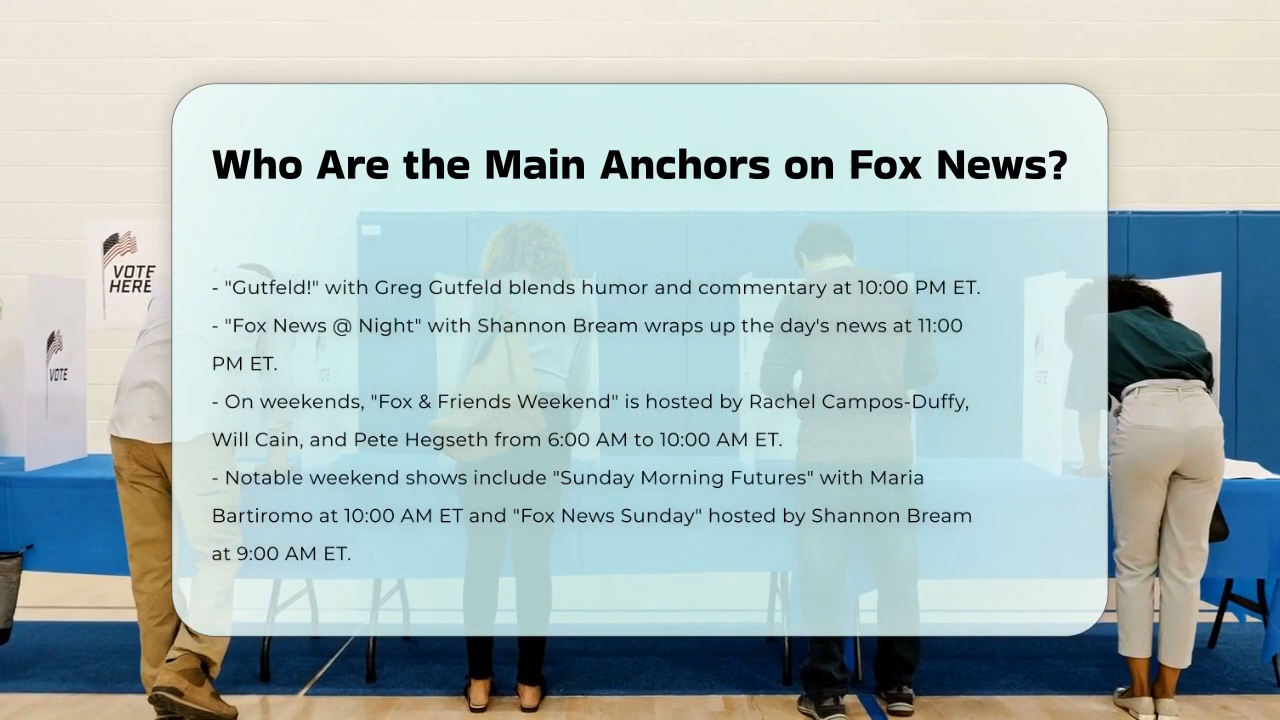 Who Are the Main Anchors on Fox News?
- "Gutfeld!" with Greg Gutfeld blends humor and commentary at 10:00 PM ET.
- "Fox News @ Night" with Shannon Bream wraps up the day's news at 11:00
PM ET.
- On weekends, "Fox & Friends Weekend" is hosted by Rachel Campos-Duffy,
Will Cain, and Pete Hegseth from 6:00 AM to 10:00 AM ET.
- Notable weekend shows include "Sunday Morning Futures" with Maria
Bartiromo at 10:00 AM ET and "Fox News Sunday" hosted by Shannon Bream
at 9:00 AM ET.
VOTE
HERE
VOTE